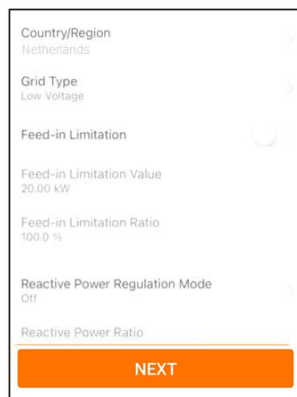 Country/Region
Netherlands
Grid Type
Low Voltage
Feed-in Limitation
Feed-in Limitation Value
20.00 kW
Feed-in Limitation Ratio
100.0 %
Reactive Power Regulation Mode
Off
Reactive Power Ratio
NEXT